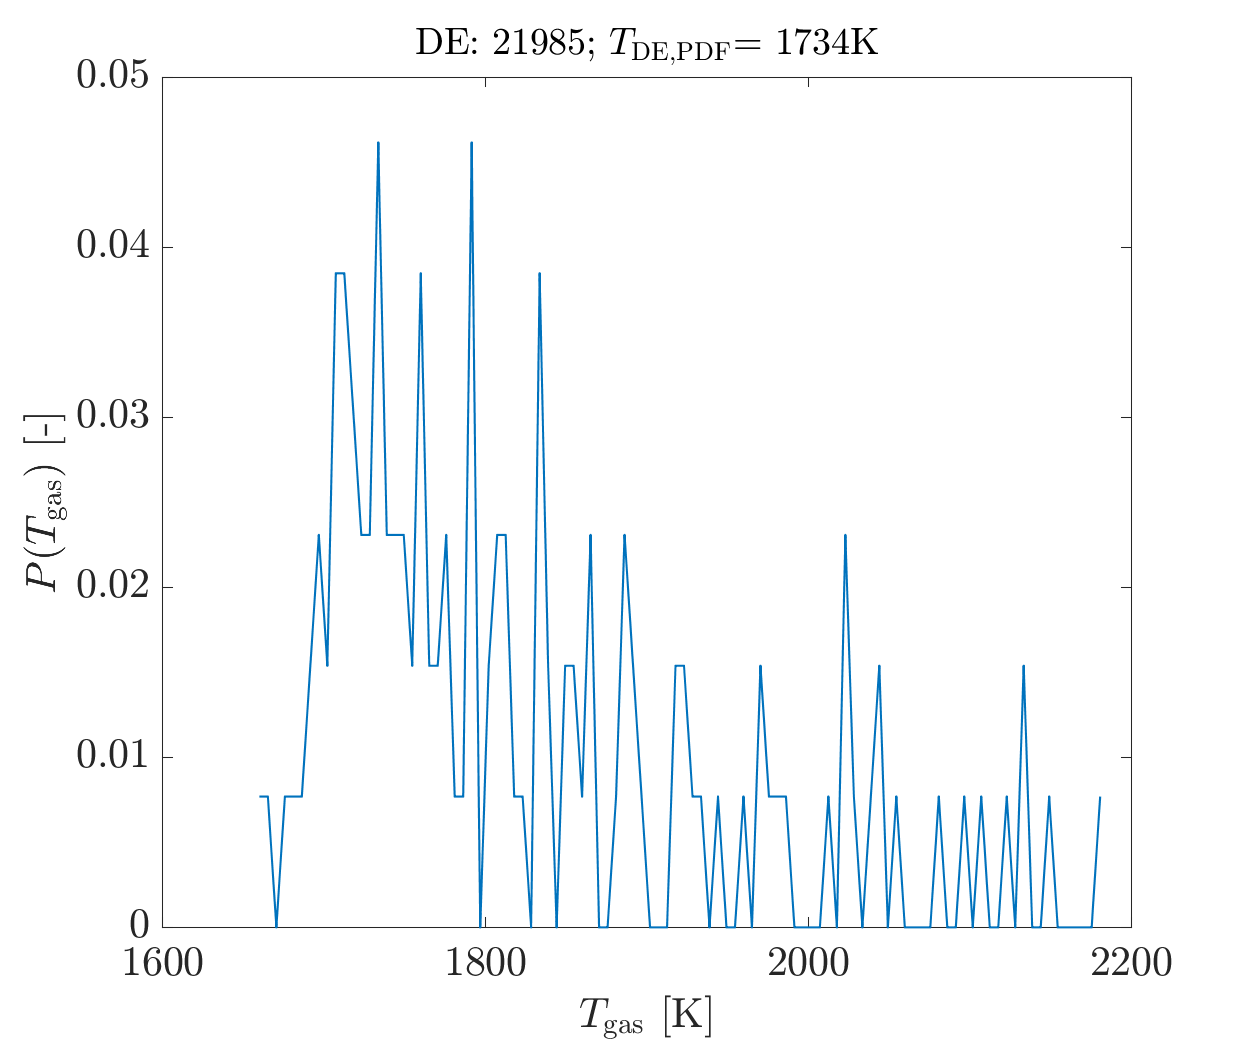 DE: 21985; T_DE,PDF= 1734K
0.05
0.04
0.03
0.02
0.01
0
P(T_gas) [-]
1600 1800 2000 2200
T_gas [K]